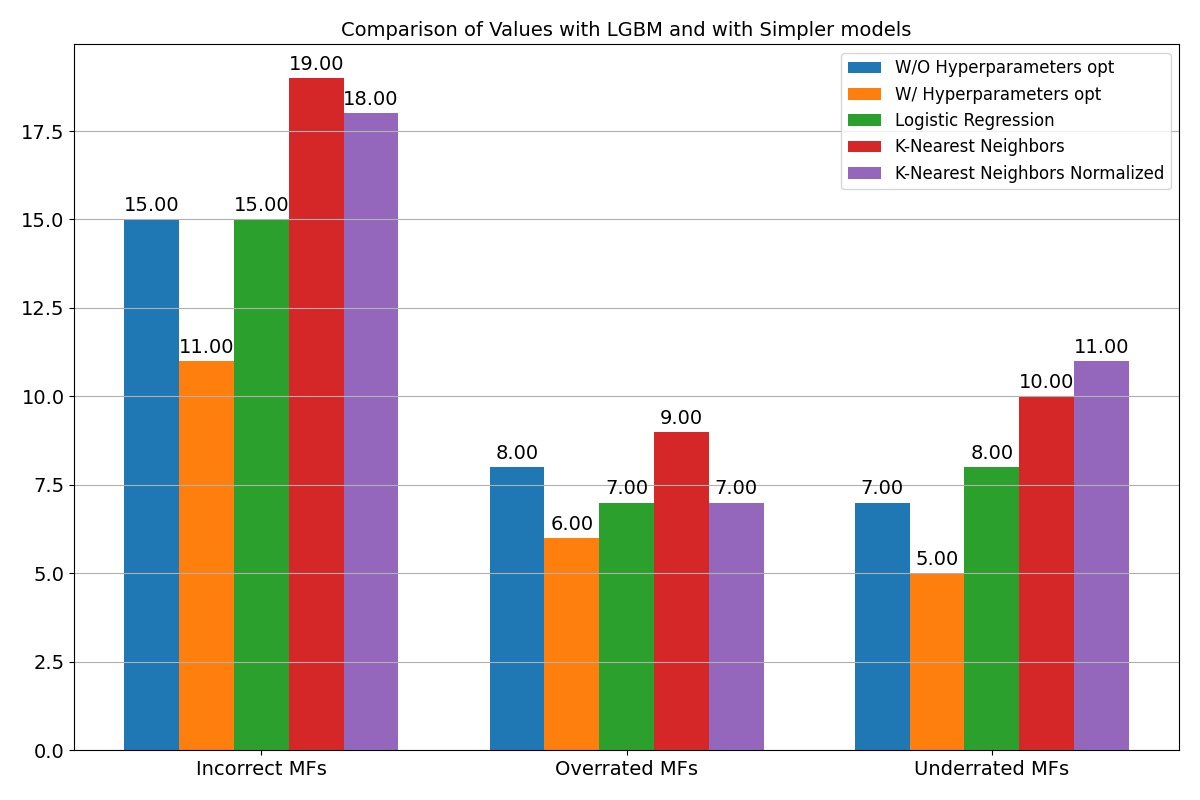 Comparison of Values with LGBM and with Simpler models
W/O Hyperparameters opt
W/ Hyperparameters opt
Logistic Regression
K-Nearest Neighbors
K-Nearest Neighbors Normalized
17.5
15.0
12.5
10.0
7.5
5.0
2.5
0.0
15.00
11.00
15.00
19.00
18.00
8.00
6.00
7.00
9.00
7.00
7.00
5.00
8.00
10.00
11.00
Incorrect MFs
Overrated MFs
Underrated MFs